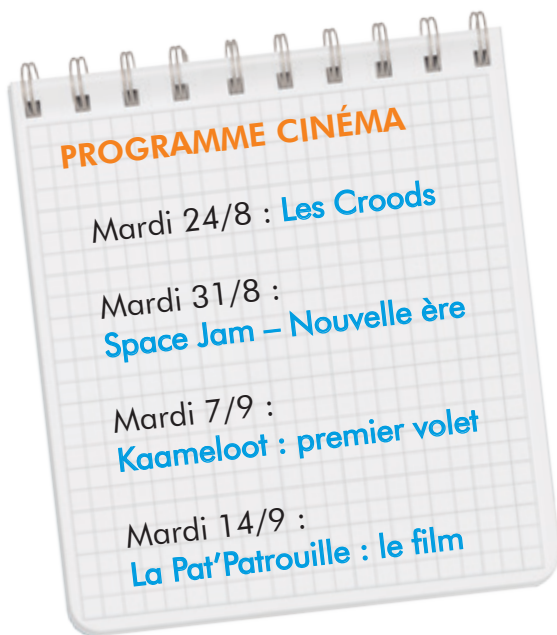 PROGRAMME CINÉMA
Mardi 24/8 : Les Croods
Mardi 31/8 :
Space Jam – Nouvelle ère
Mardi 7/9 :
Kaameloot : premier volet
Mardi 14/9 :
La Pat'Patrouille : le film